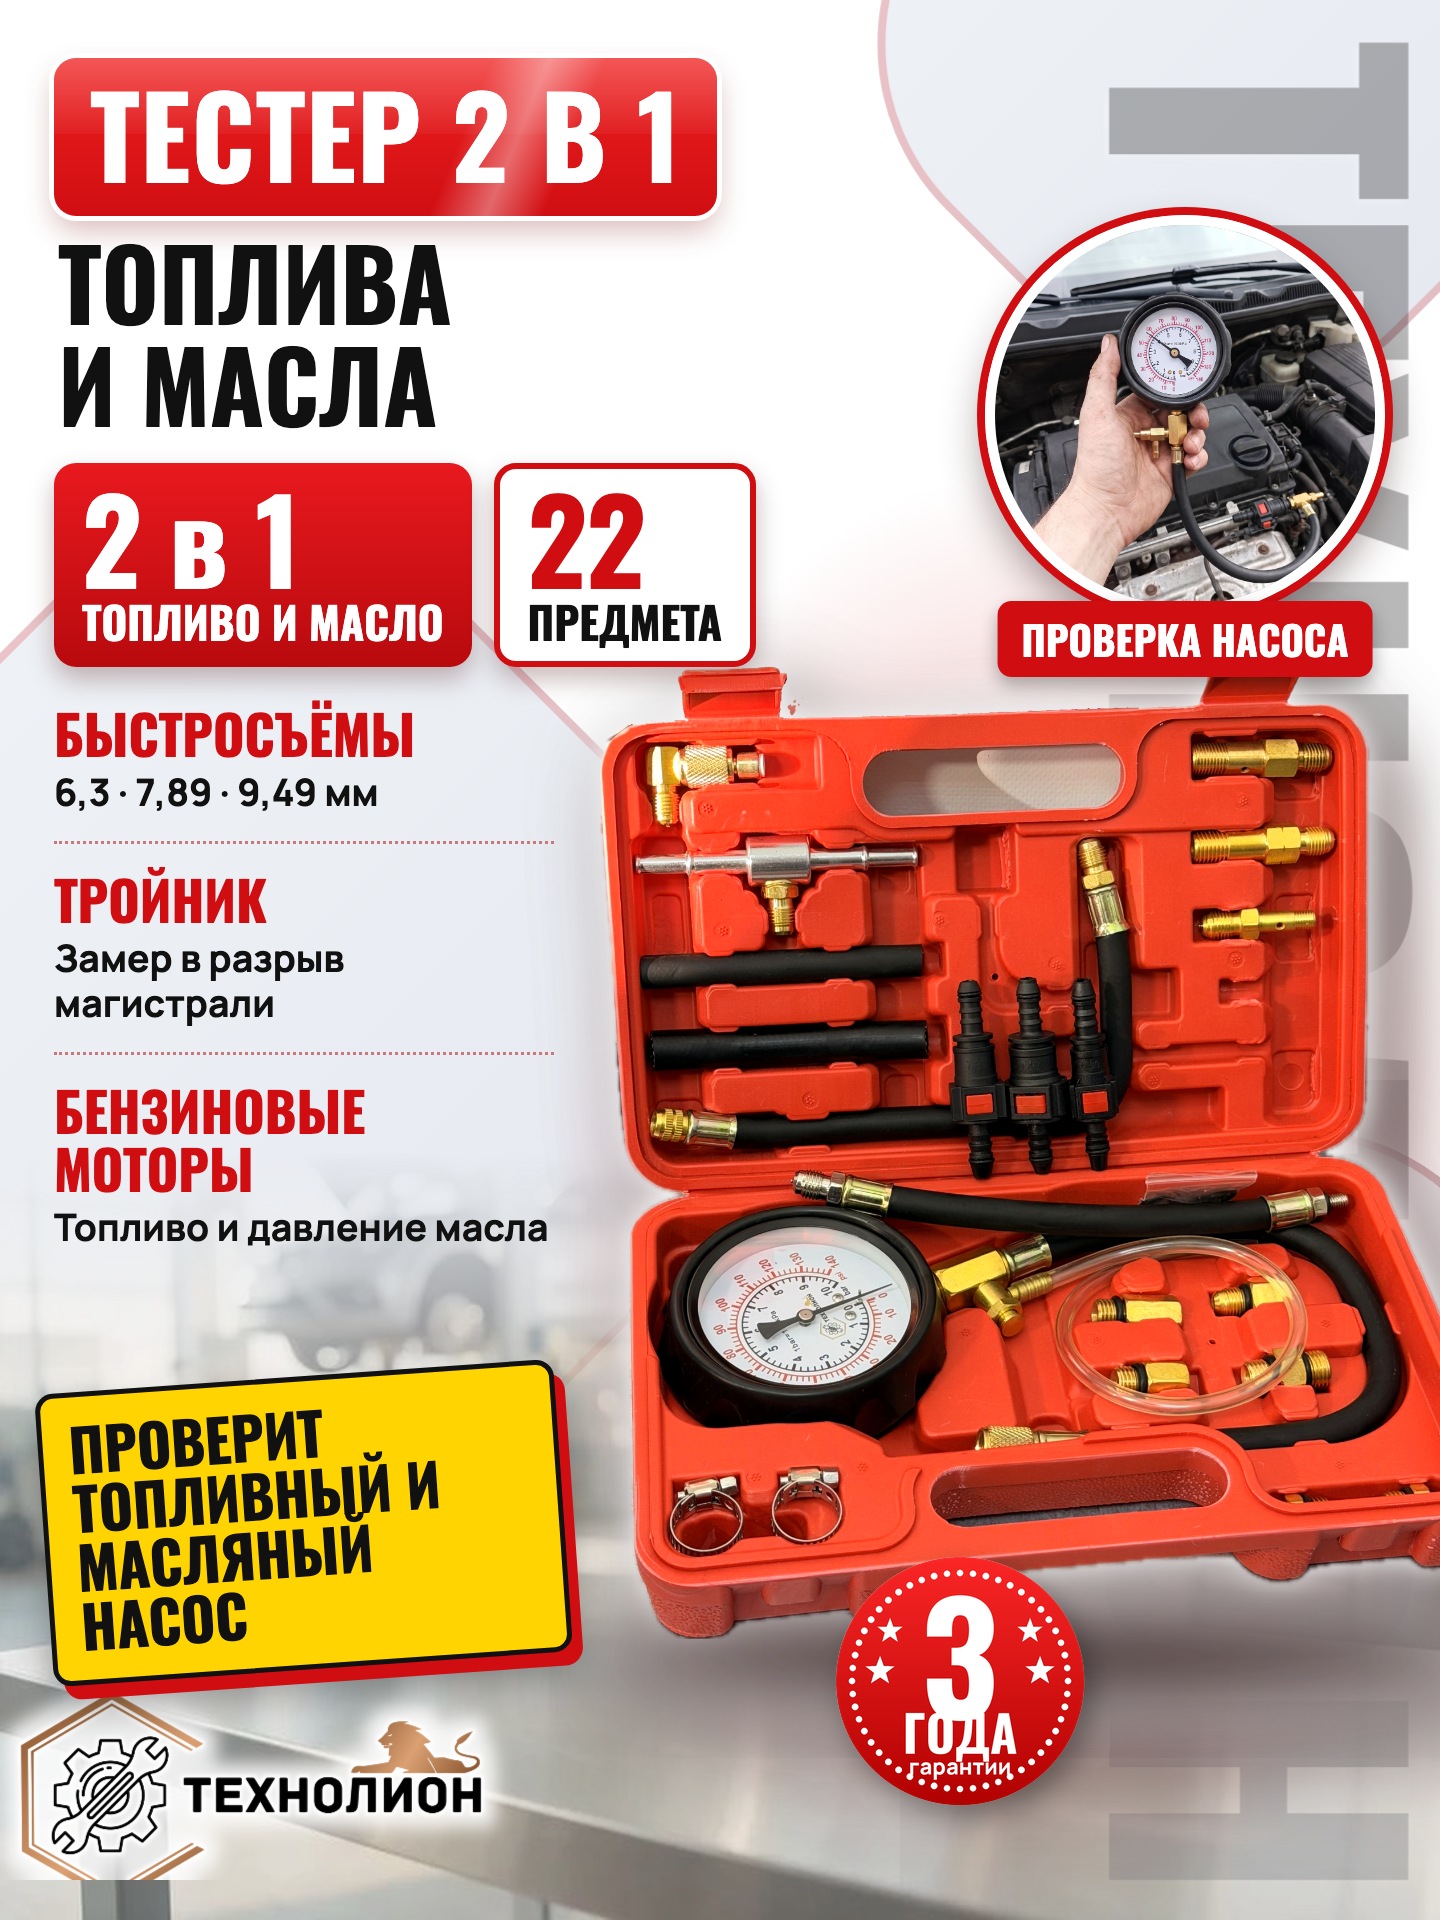 ТЕСТЕР 2 В 1
ТОПЛИВА
И МАСЛА
2 в 1
ТОПЛИВО И МАСЛО
22
ПРЕДМЕТА
ПРОВЕРКА НАСОСА
БЫСТРОСЪЁМЫ
6,3 · 7,89 · 9,49 мм
ТРОЙНИК
Замер в разрыв
магистрали
БЕНЗИНОВЫЕ
МОТОРЫ
Топливо и давление масла
ПРОВЕРИТ
ТОПЛИВНЫЙ И
МАСЛЯНЫЙ
НАСОС
3
ГОДА
гарантии
ТЕХНОЛИОН